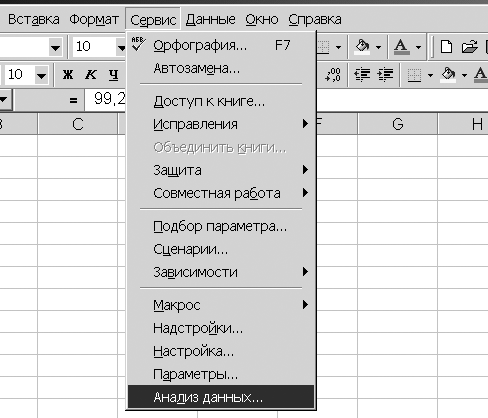 Вставка Формат Сервис Данные Окно Справка
10
Орфография... F7
Автозамена...
10 Ж К Ч
Доступ к книге...
= 99,2
Исправления
Объединить книги...
C F G H
Защита
Совместная работа
Подбор параметра...
Сценарии...
Зависимости
Макрос
Надстройки...
Настройка...
Параметры...
Анализ данных...